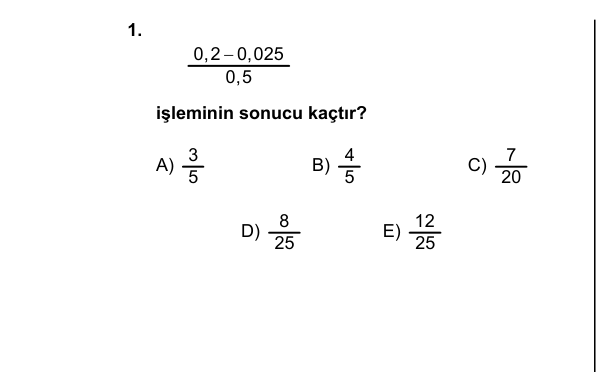 1.
0,2 – 0,025
0,5
işleminin sonucu kaçtır?
A) 3/5 B) 4/5 C) 7/20
D) 8/25 E) 12/25